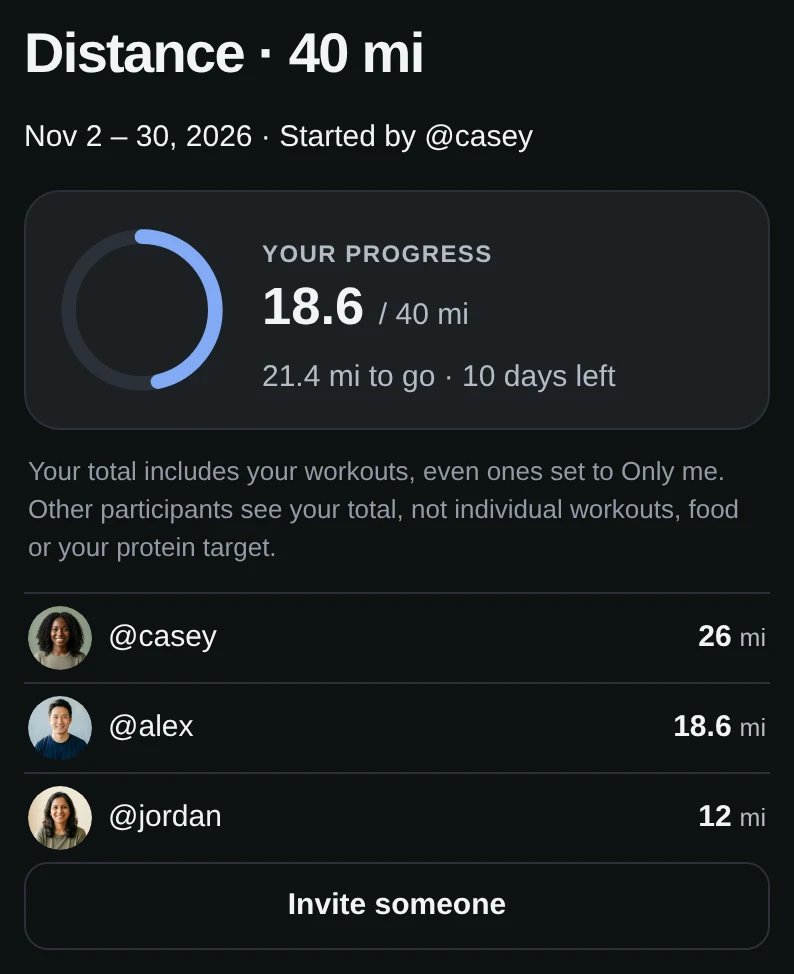 Distance · 40 mi
Nov 2 – 30, 2026 · Started by @casey
YOUR PROGRESS
18.6 / 40 mi
21.4 mi to go · 10 days left
Your total includes your workouts, even ones set to Only me.
Other participants see your total, not individual workouts, food
or your protein target.
@casey 26 mi
@alex 18.6 mi
@jordan 12 mi
Invite someone